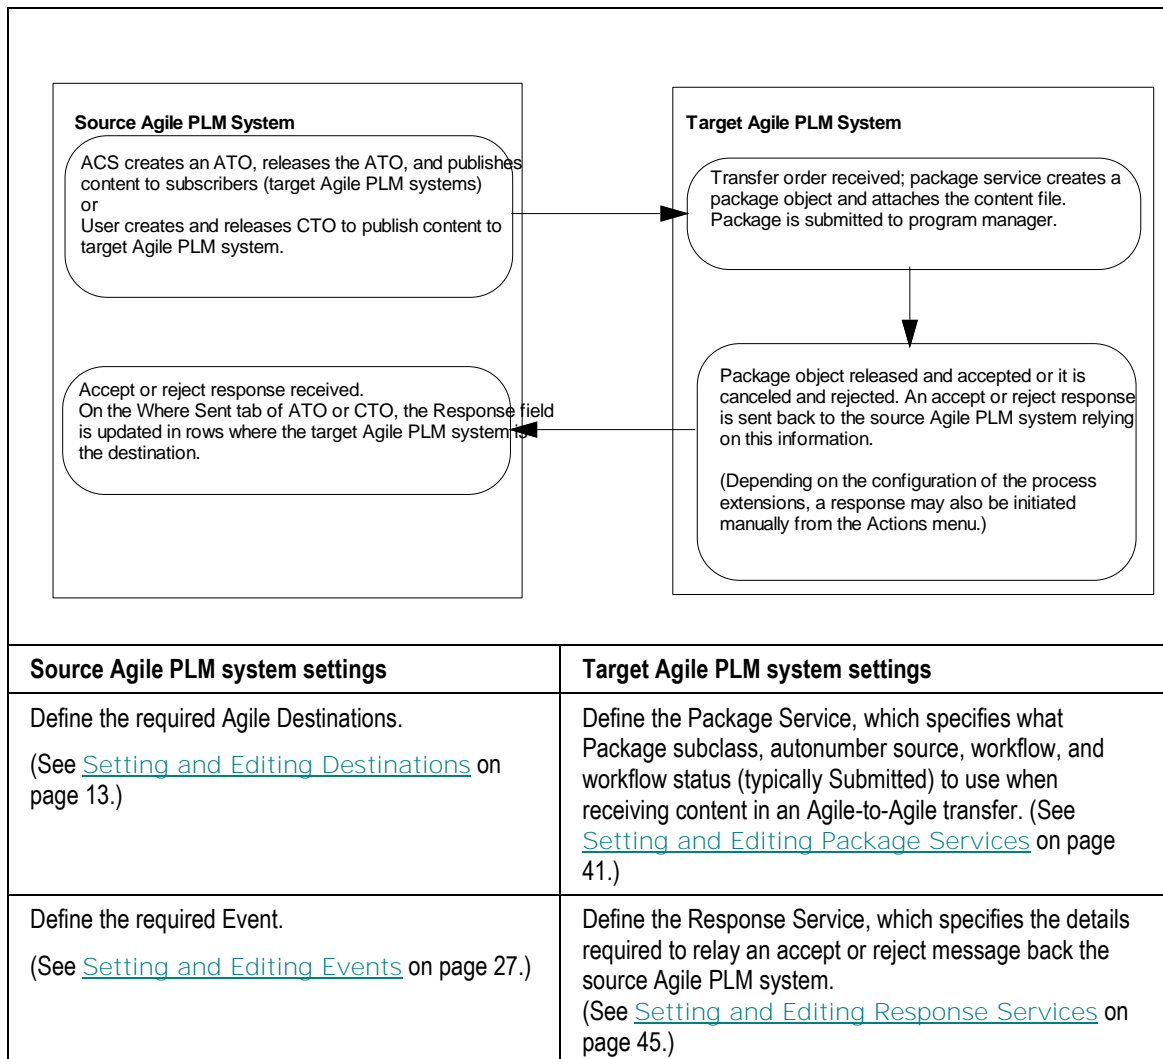 Source Agile PLM System
ACS creates an ATO, releases the ATO, and publishes
content to subscribers (target Agile PLM systems)
or
User creates and releases CTO to publish content to
target Agile PLM system.
Target Agile PLM System
Transfer order received; package service creates a
package object and attaches the content file.
Package is submitted to program manager.
Accept or reject response received.
On the Where Sent tab of ATO or CTO, the Response field
is updated in rows where the target Agile PLM system is
the destination.
Package object released and accepted or it is
canceled and rejected. An accept or reject response
is sent back to the source Agile PLM system relying
on this information.
(Depending on the configuration of the process
extensions, a response may also be initiated
manually from the Actions menu.)
Source Agile PLM system settings
Target Agile PLM system settings
Define the required Agile Destinations.
(See Setting and Editing Destinations on
page 13.)
Define the Package Service, which specifies what
Package subclass, autonumber source, workflow, and
workflow status (typically Submitted) to use when
receiving content in an Agile-to-Agile transfer. (See
Setting and Editing Package Services on page
41.)
Define the required Event.
(See Setting and Editing Events on page 27.)
Define the Response Service, which specifies the details
required to relay an accept or reject message back the
source Agile PLM system.
(See Setting and Editing Response Services on
page 45.)